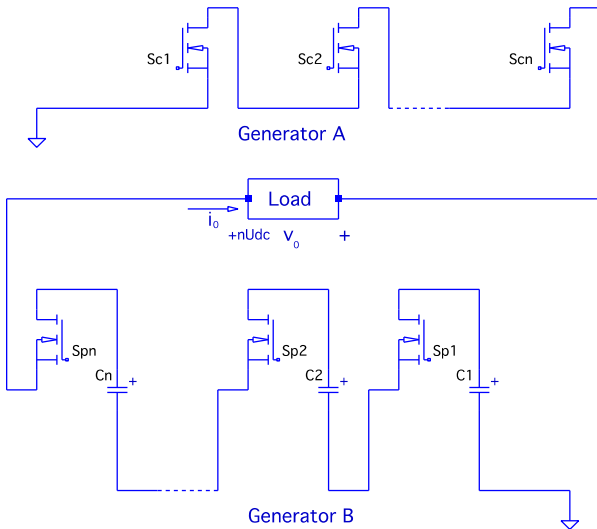 Sc1
Sc2
Scn
Generator A
Load
i0
+nUdc
v0
+
Spn
Sp2
Sp1
Cn
+
C2
+
C1
+
Generator B